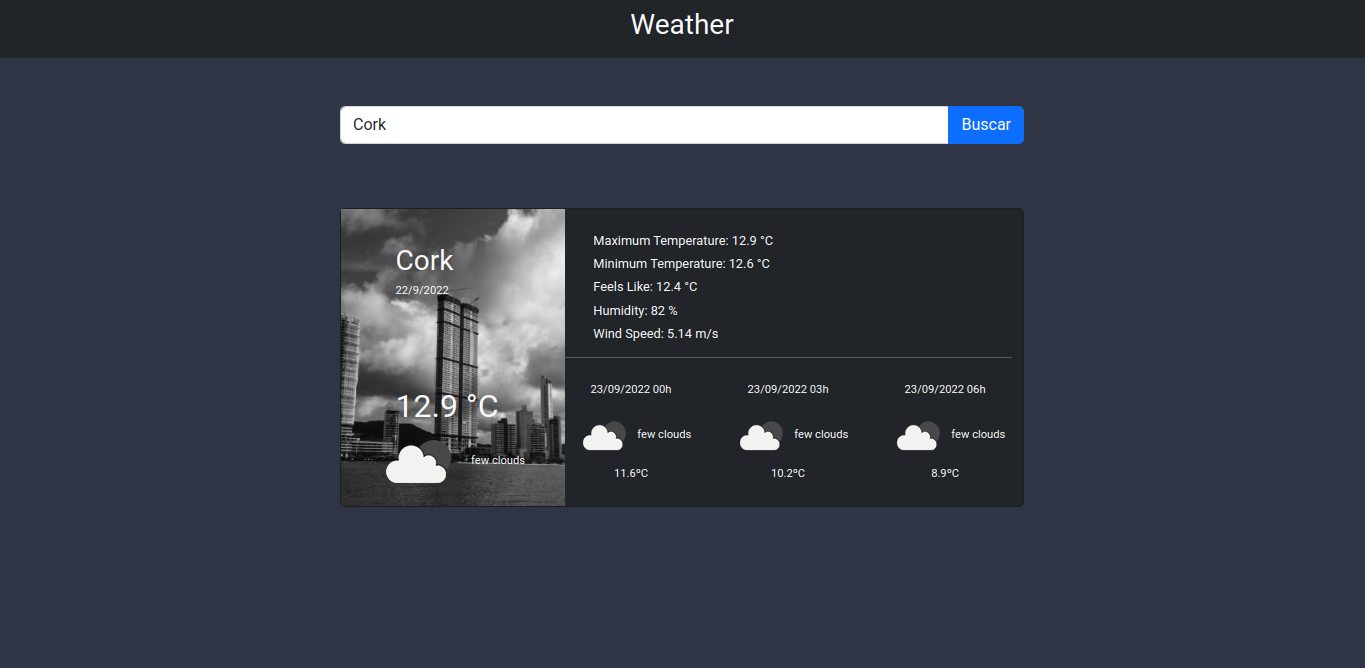 Weather
Cork
Buscar
Cork
22/9/2022
12.9 °C
few clouds
Maximum Temperature: 12.9 °C
Minimum Temperature: 12.6 °C
Feels Like: 12.4 °C
Humidity: 82 %
Wind Speed: 5.14 m/s
23/09/2022 00h
few clouds
11.6ºC
23/09/2022 03h
few clouds
10.2ºC
23/09/2022 06h
few clouds
8.9ºC